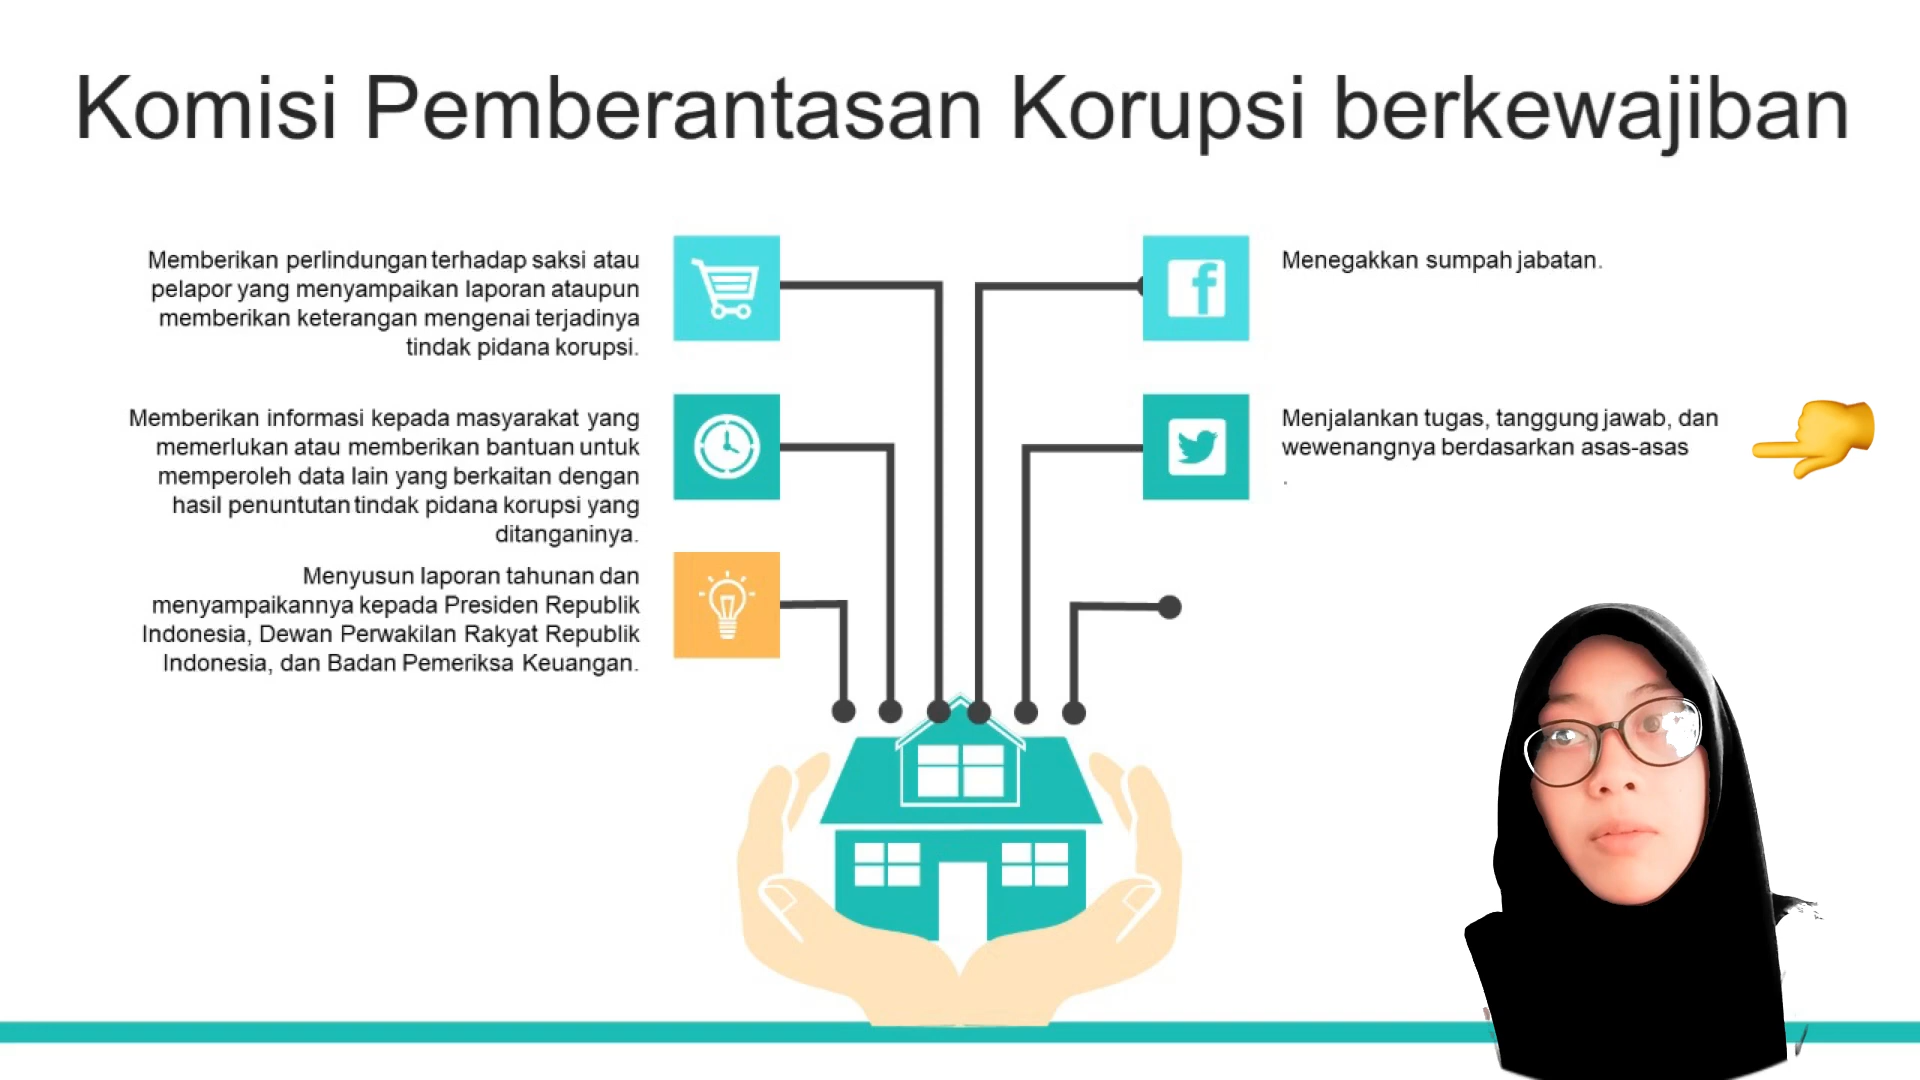 Komisi Pemberantasan Korupsi berkewajiban
Memberikan perlindungan terhadap saksi atau
pelapor yang menyampaikan laporan ataupun
memberikan keterangan mengenai terjadinya
tindak pidana korupsi.
Memberikan informasi kepada masyarakat yang
memerlukan atau memberikan bantuan untuk
memperoleh data lain yang berkaitan dengan
hasil penuntutan tindak pidana korupsi yang
ditanganinya.
Menyusun laporan tahunan dan
menyampaikannya kepada Presiden Republik
Indonesia, Dewan Perwakilan Rakyat Republik
Indonesia, dan Badan Pemeriksa Keuangan.
Menegakkan sumpah jabatan.
Menjalankan tugas, tanggung jawab, dan
wewenangnya berdasarkan asas-asas
.